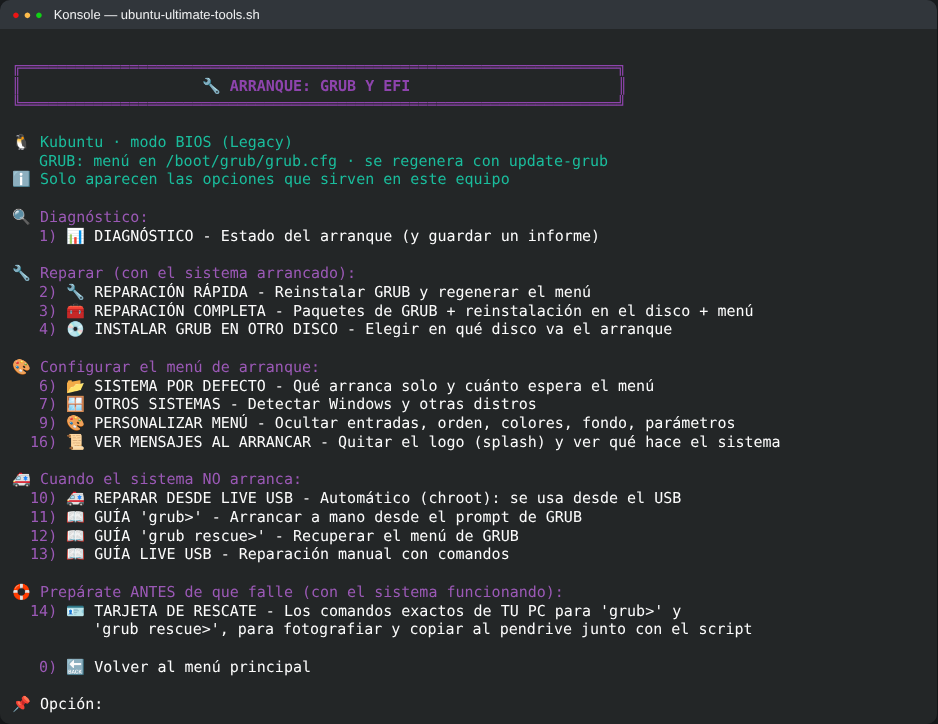 Konsole — ubuntu-ultimate-tools.sh
🔧 ARRANQUE: GRUB Y EFI
🐧 Kubuntu · modo BIOS (Legacy)
GRUB: menú en /boot/grub/grub.cfg · se regenera con update-grub
ℹ️ Solo aparecen las opciones que sirven en este equipo
🔍 Diagnóstico:
1) 📊 DIAGNÓSTICO - Estado del arranque (y guardar un informe)
🔧 Reparar (con el sistema arrancado):
2) 🔧 REPARACIÓN RÁPIDA - Reinstalar GRUB y regenerar el menú
3) 🧰 REPARACIÓN COMPLETA - Paquetes de GRUB + reinstalación en el disco + menú
4) 💿 INSTALAR GRUB EN OTRO DISCO - Elegir en qué disco va el arranque
🎨 Configurar el menú de arranque:
6) 📂 SISTEMA POR DEFECTO - Qué arranca solo y cuánto espera el menú
7) 🪟 OTROS SISTEMAS - Detectar Windows y otras distros
9) 🎨 PERSONALIZAR MENÚ - Ocultar entradas, orden, colores, fondo, parámetros
16) 📜 VER MENSAJES AL ARRANCAR - Quitar el logo (splash) y ver qué hace el sistema
🚑 Cuando el sistema NO arranca:
10) 🚑 REPARAR DESDE LIVE USB - Automático (chroot): se usa desde el USB
11) 📖 GUÍA 'grub>' - Arrancar a mano desde el prompt de GRUB
12) 📖 GUÍA 'grub rescue>' - Recuperar el menú de GRUB
13) 📖 GUÍA LIVE USB - Reparación manual con comandos
🛟 Prepárate ANTES de que falle (con el sistema funcionando):
14) 🪪 TARJETA DE RESCATE - Los comandos exactos de TU PC para 'grub>' y
'grub rescue>', para fotografiar y copiar al pendrive junto con el script
0) 🔙 Volver al menú principal
📌 Opción: